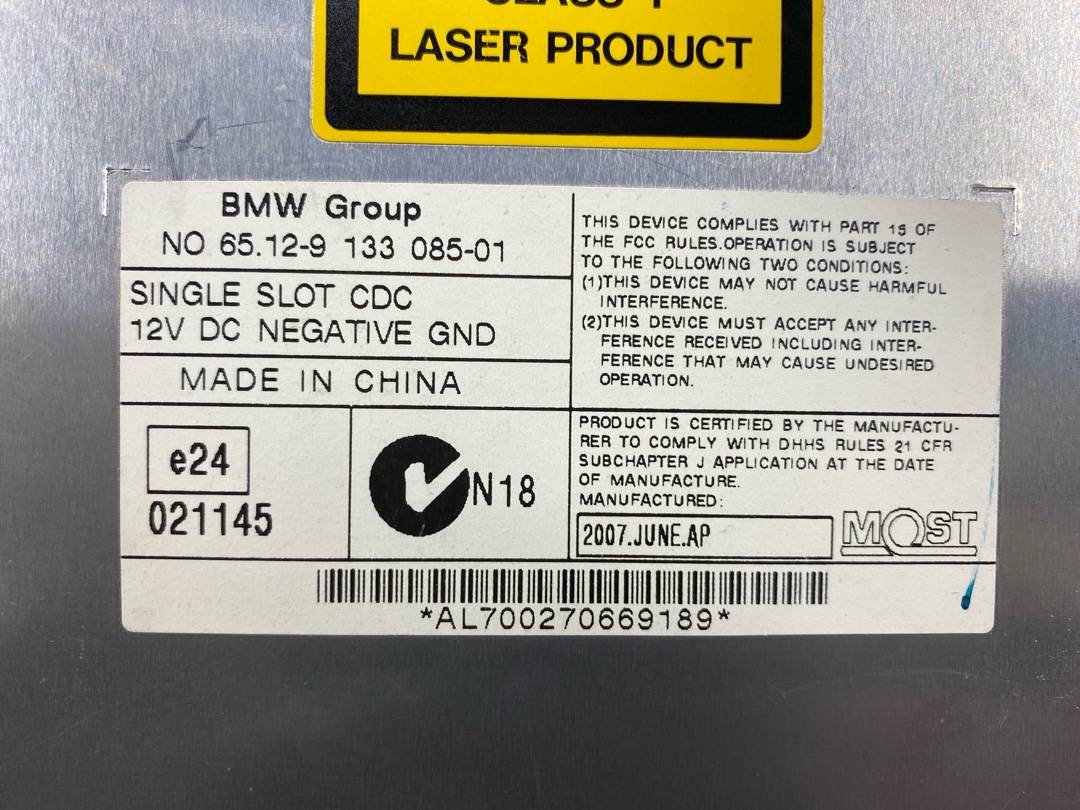 CLASS 1
LASER PRODUCT
BMW Group
NO 65.12-9 133 085-01
SINGLE SLOT CDC
12V DC NEGATIVE GND
MADE IN CHINA
e24
021145
N18
THIS DEVICE COMPLIES WITH PART 15 OF
THE FCC RULES.OPERATION IS SUBJECT
TO THE FOLLOWING TWO CONDITIONS:
(1)THIS DEVICE MAY NOT CAUSE HARMFUL
INTERFERENCE.
(2)THIS DEVICE MUST ACCEPT ANY INTER-
FERENCE RECEIVED INCLUDING INTER-
FERENCE THAT MAY CAUSE UNDESIRED
OPERATION.
PRODUCT IS CERTIFIED BY THE MANUFACTU-
RER TO COMPLY WITH DHHS RULES 21 CFR
SUBCHAPTER J APPLICATION AT THE DATE
OF MANUFACTURE.
MANUFACTURED:
2007.JUNE.AP
MOST
*AL700270669189*